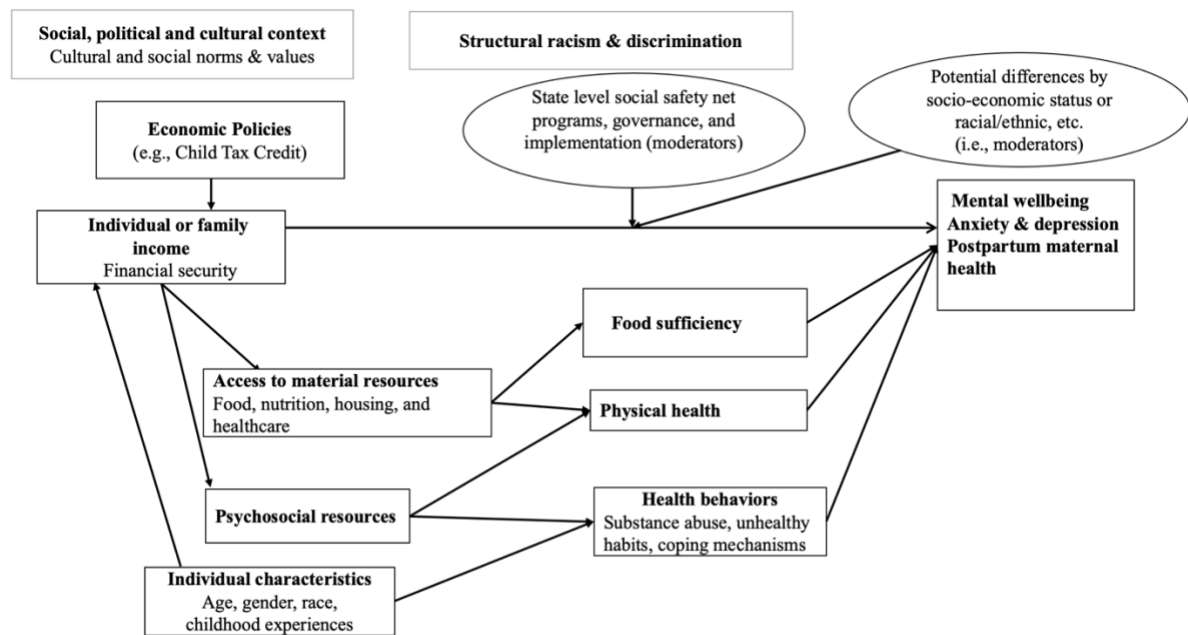 Social, political and cultural context
Cultural and social norms & values
Structural racism & discrimination
Potential differences by
socio-economic status or
racial/ethnic, etc.
(i.e., moderators)
State level social safety net
programs, governance, and
implementation (moderators)
Economic Policies
(e.g., Child Tax Credit)
Individual or family
income
Financial security
Mental wellbeing
Anxiety & depression
Postpartum maternal
health
Food sufficiency
Access to material resources
Food, nutrition, housing, and
healthcare
Physical health
Psychosocial resources
Health behaviors
Substance abuse, unhealthy
habits, coping mechanisms
Individual characteristics
Age, gender, race,
childhood experiences